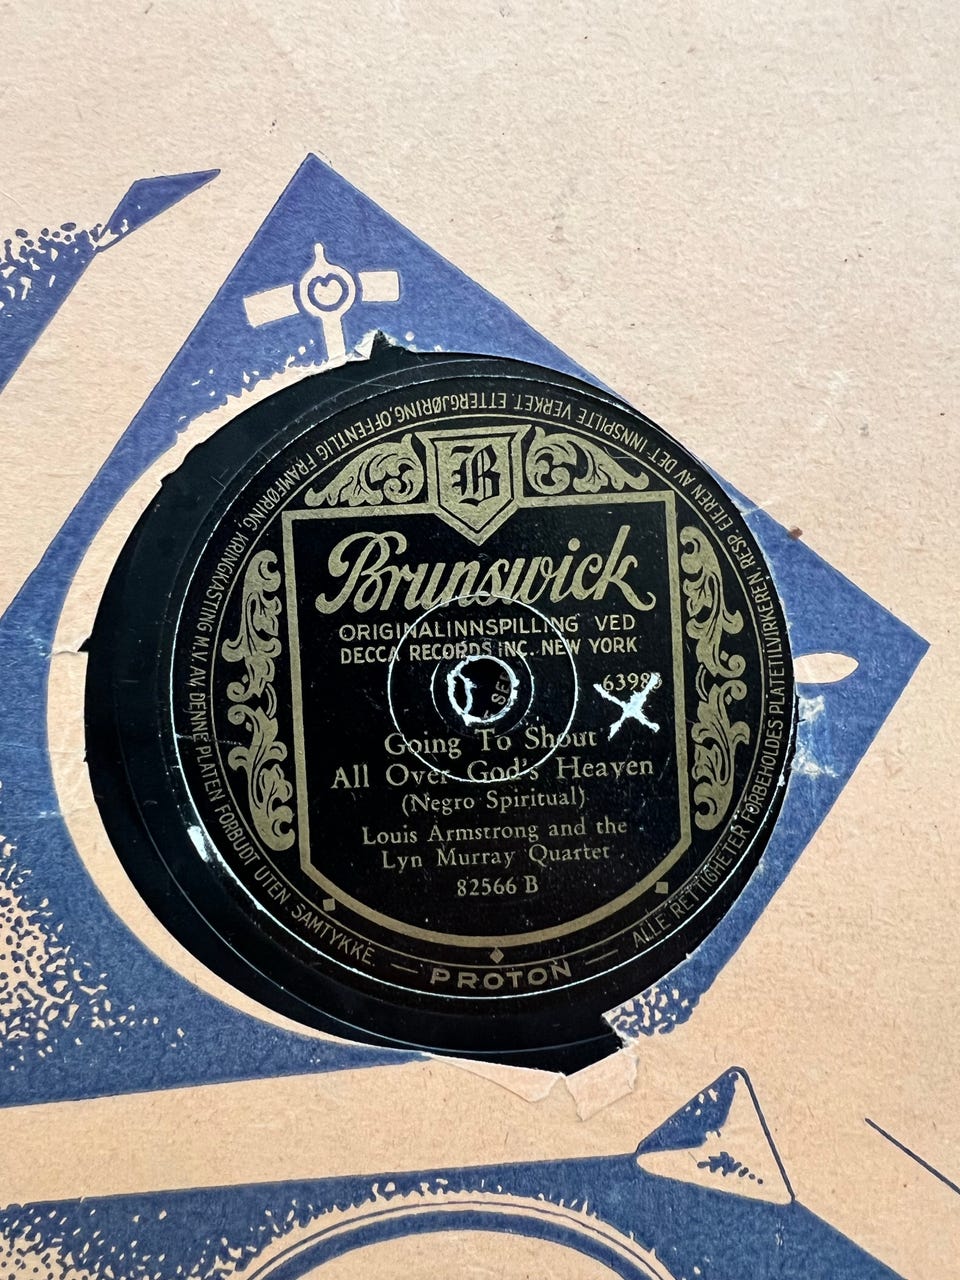 ALLE RETTIGHETER FORBEHOLDES PLATETILVIRKEREN, RESP. EIEREN AV DET INNSPILTE VERKET. ETTERGJØRING, OFFENTLIG FRAMFØRING, KRINGKASTING M.V. AV DENNE PLATEN FORBUDT UTEN SAMTYKKE.
B
Brunswick
ORIGINALINNSPILLING VED
DECCA RECORDS INC. NEW YORK
Going To Shout
All Over God's Heaven
(Negro Spiritual)
Louis Armstrong and the
Lyn Murray Quartet
82566 B
PROTON